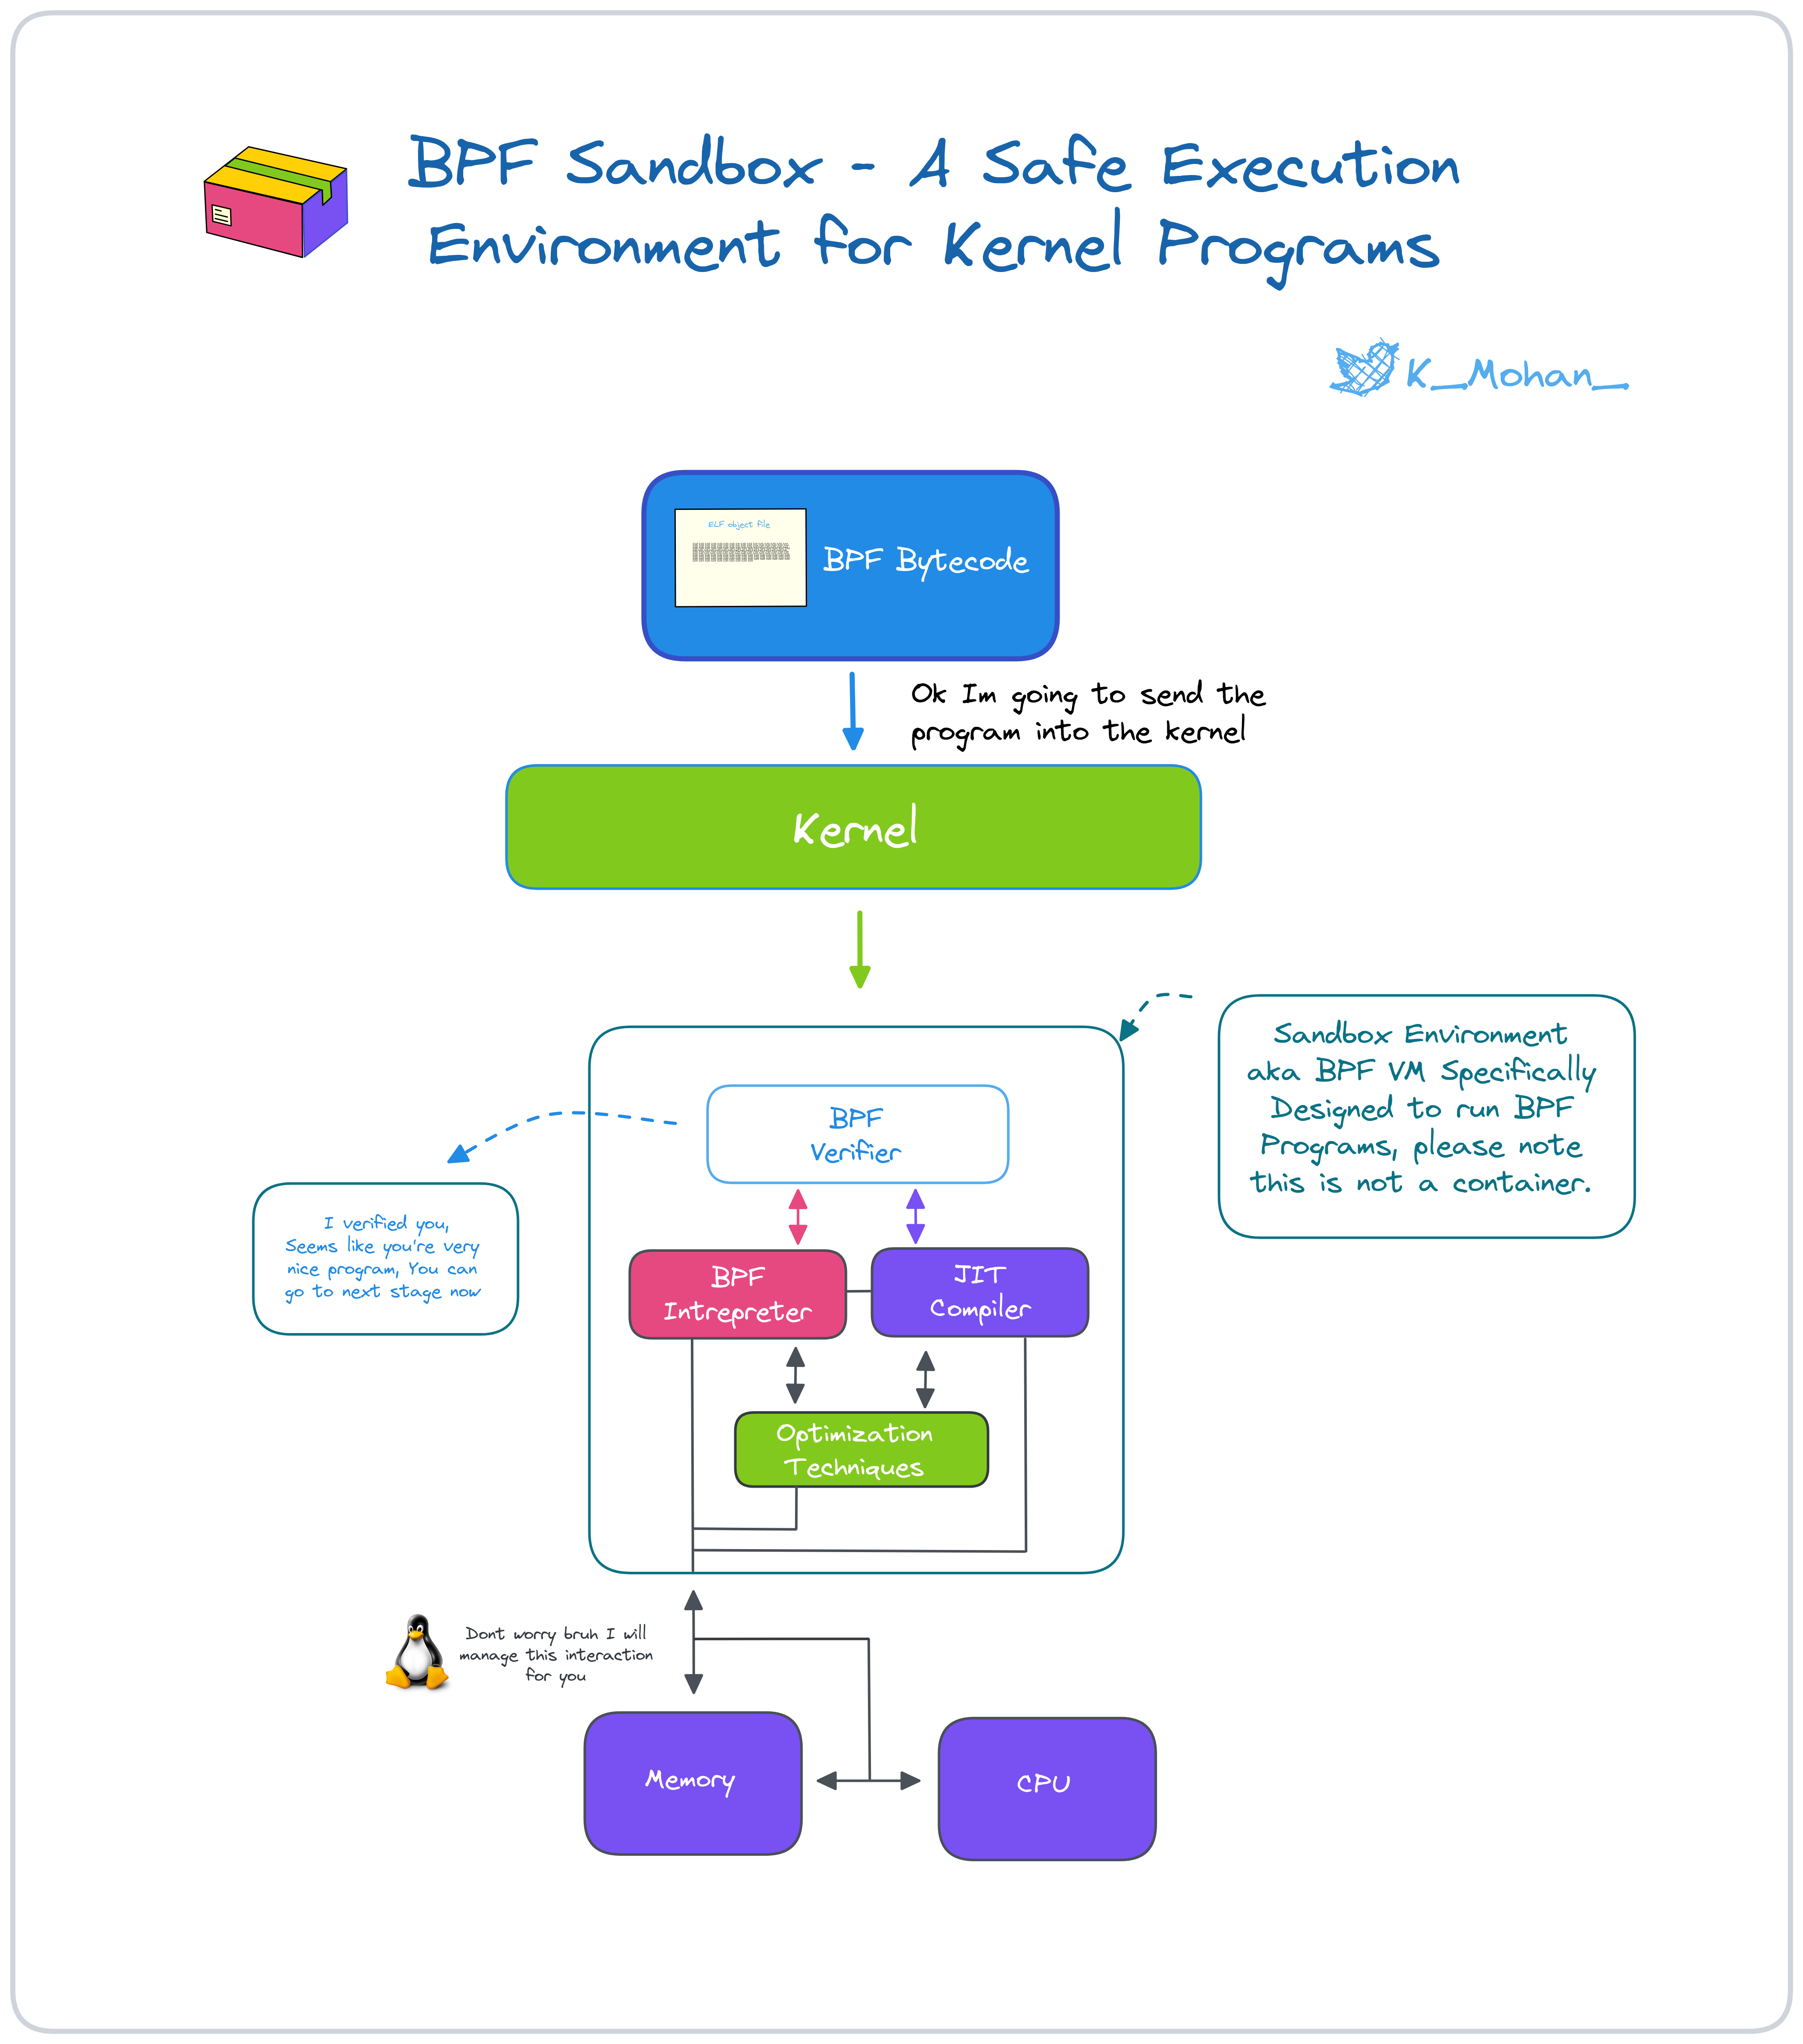 BPF Sandbox - A Safe Execution
Environment for Kernel Programs
K_Mohan_
ELF object file
BPF Bytecode
Ok Im going to send the
program into the kernel
Kernel
Sandbox Environment
aka BPF VM Specifically
Designed to run BPF
Programs, please note
this is not a container.
BPF
Verifier
I verified you,
Seems like you're very
nice program, You can
go to next stage now
BPF
Intrepreter
JIT
Compiler
Optimization
Techniques
Dont worry bruh I will
manage this interaction
for you
Memory
CPU